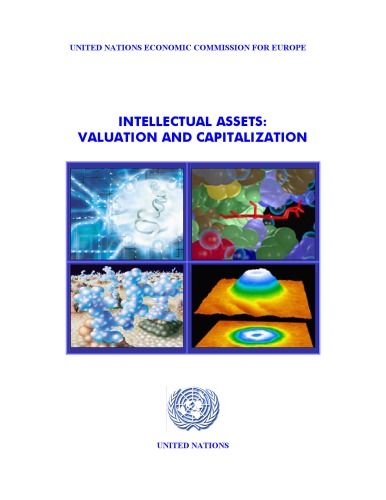 UNITED NATIONS ECONOMIC COMMISSION FOR EUROPE
INTELLECTUAL ASSETS:
VALUATION AND CAPITALIZATION
UNITED NATIONS